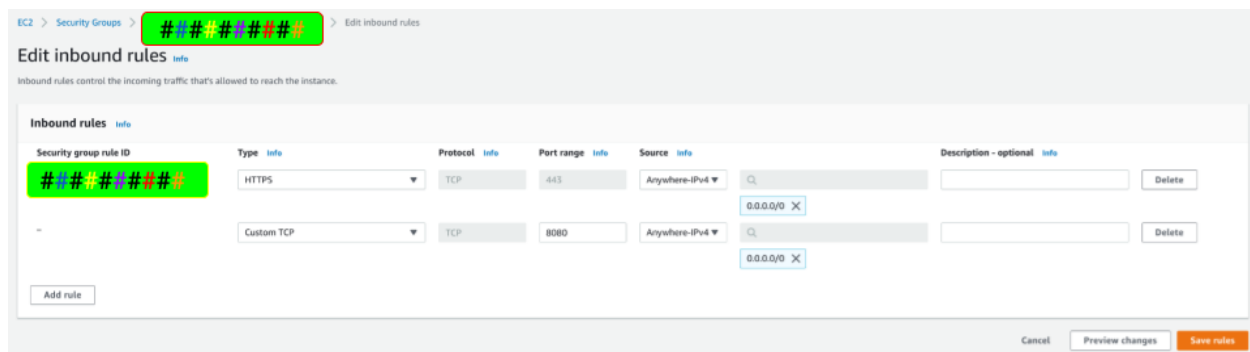 EC2 > Security Groups > ########## > Edit inbound rules
Edit inbound rules Info
Inbound rules control the incoming traffic that's allowed to reach the instance.
Inbound rules Info
Security group rule ID Type Info Protocol Info Port range Info Source Info Description - optional Info
########## HTTPS TCP 443 Anywhere-IPv4 Delete
0.0.0.0/0 X
– Custom TCP TCP 8080 Anywhere-IPv4 Delete
0.0.0.0/0 X
Add rule
Cancel Preview changes Save rules